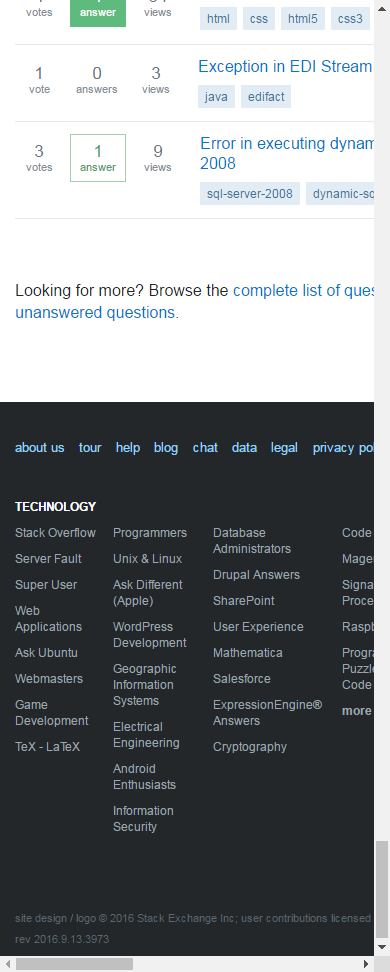 votes answer views
html css html5 css3
1 0 3 Exception in EDI Stream
vote answers views
java edifact
3 1 9 Error in executing dynam
votes answer views 2008
sql-server-2008 dynamic-sq
Looking for more? Browse the complete list of ques
unanswered questions.
about us tour help blog chat data legal privacy pol
TECHNOLOGY
Stack Overflow
Server Fault
Super User
Web
Applications
Ask Ubuntu
Webmasters
Game
Development
TeX - LaTeX
Programmers
Unix & Linux
Ask Different
(Apple)
WordPress
Development
Geographic
Information
Systems
Electrical
Engineering
Android
Enthusiasts
Information
Security
Database
Administrators
Drupal Answers
SharePoint
User Experience
Mathematica
Salesforce
ExpressionEngine®
Answers
Cryptography
Code
Mage
Signa
Proce
Raspb
Progra
Puzzle
Code
more
site design / logo © 2016 Stack Exchange Inc; user contributions licensed
rev 2016.9.13.3973